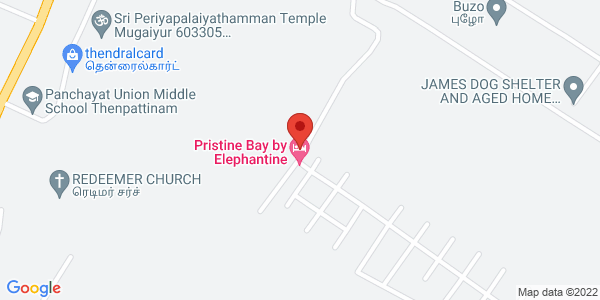 Sri Periyapalaiyathamman Temple
Mugaiyur 603305...
thendralcard
தென்ரைல்கார்ட்
Panchayat Union Middle
School Thenpattinam
Buzo
புஜோ
JAMES DOG SHELTER
AND AGED HOME...
Pristine Bay by
Elephantine
REDEEMER CHURCH
ரெடிமர் சர்ச்
Google
Map data ©2022